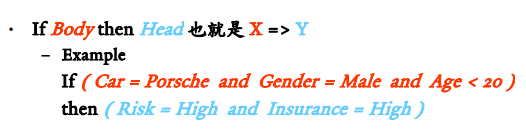 • If Body then Head 也就是 X => Y
– Example
If ( Car = Porsche and Gender = Male and Age < 20 )
then ( Risk = High and Insurance = High )